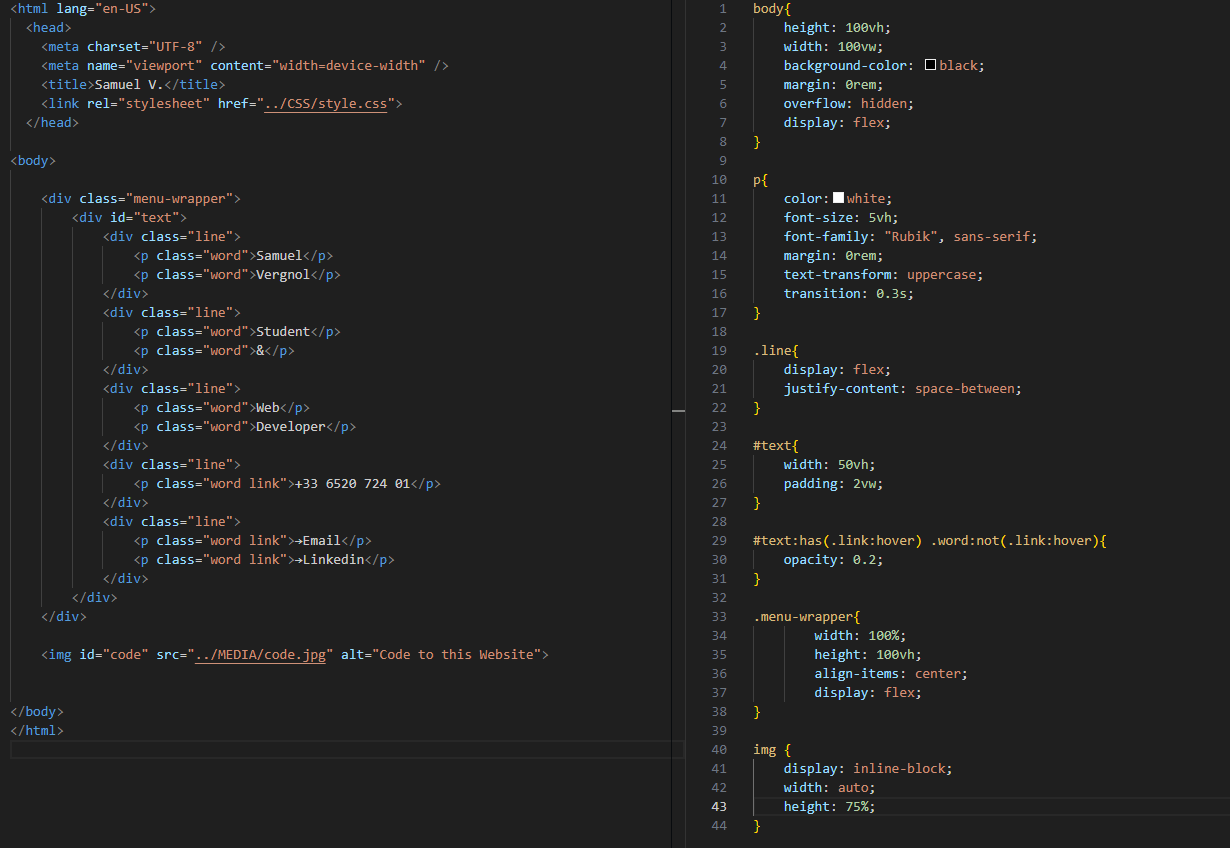 <html lang="en-US">
<head>
<meta charset="UTF-8" />
<meta name="viewport" content="width=device-width" />
<title>Samuel V.</title>
<link rel="stylesheet" href="../CSS/style.css">
</head>
<body>
<div class="menu-wrapper">
<div id="text">
<div class="line">
<p class="word">Samuel</p>
<p class="word">Vergnol</p>
</div>
<div class="line">
<p class="word">Student</p>
<p class="word">&</p>
</div>
<div class="line">
<p class="word">Web</p>
<p class="word">Developer</p>
</div>
<div class="line">
<p class="word link">+33 6520 724 01</p>
</div>
<div class="line">
<p class="word link">→Email</p>
<p class="word link">→Linkedin</p>
</div>
</div>
</div>
<img id="code" src="../MEDIA/code.jpg" alt="Code to this Website">
</body>
</html>
1 body{
2 height: 100vh;
3 width: 100vw;
4 background-color: black;
5 margin: 0rem;
6 overflow: hidden;
7 display: flex;
8 }
9
10 p{
11 color: white;
12 font-size: 5vh;
13 font-family: "Rubik", sans-serif;
14 margin: 0rem;
15 text-transform: uppercase;
16 transition: 0.3s;
17 }
18
19 .line{
20 display: flex;
21 justify-content: space-between;
22 }
23
24 #text{
25 width: 50vh;
26 padding: 2vw;
27 }
28
29 #text:has(.link:hover) .word:not(.link:hover){
30 opacity: 0.2;
31 }
32
33 .menu-wrapper{
34 width: 100%;
35 height: 100vh;
36 align-items: center;
37 display: flex;
38 }
39
40 img {
41 display: inline-block;
42 width: auto;
43 height: 75%;
44 }